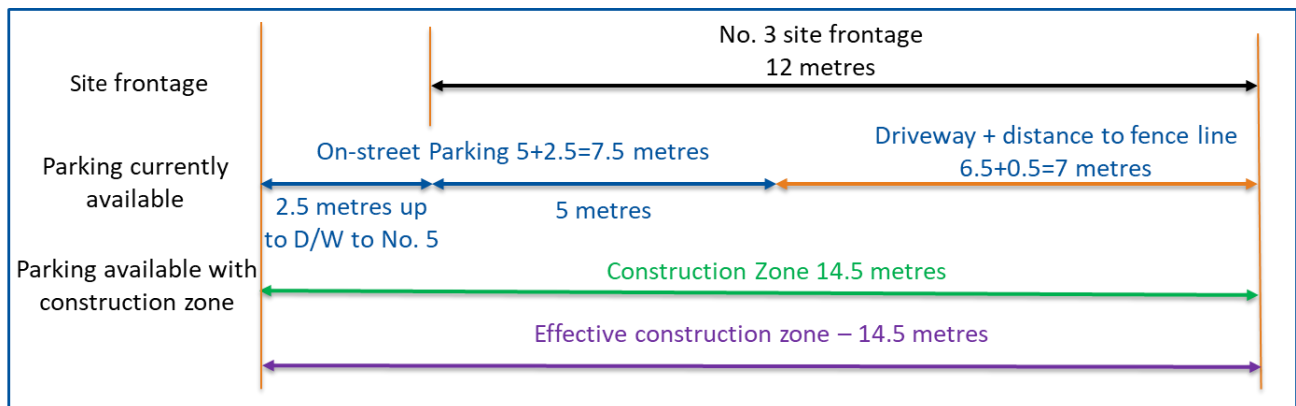 No. 3 site frontage
12 metres
Site frontage
Parking currently
available
On-street Parking 5+2.5=7.5 metres
Driveway + distance to fence line
6.5+0.5=7 metres
2.5 metres up
to D/W to No. 5
5 metres
Parking available with
construction zone
Construction Zone 14.5 metres
Effective construction zone – 14.5 metres